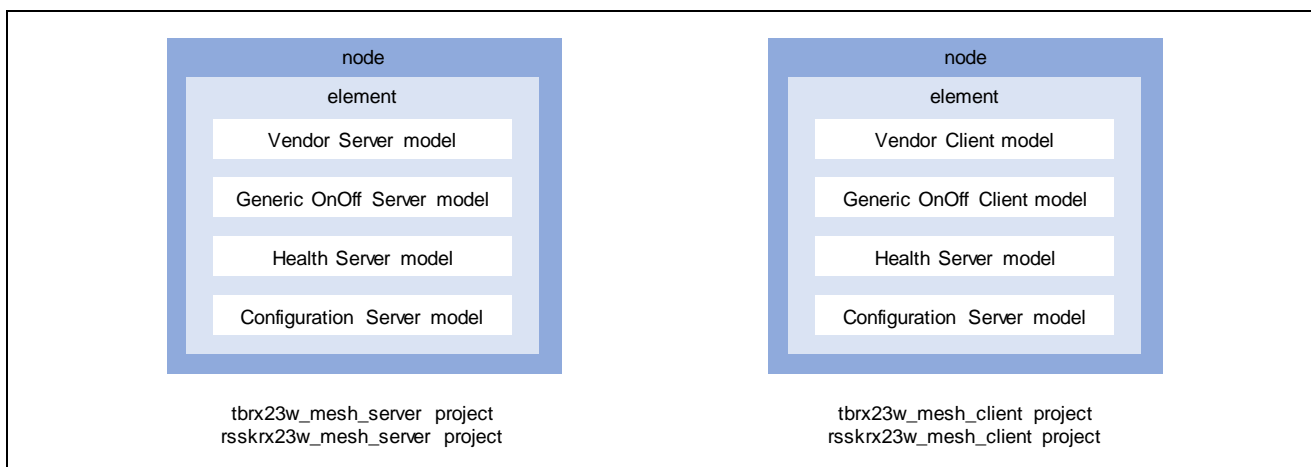 node
element
Vendor Server model
Generic OnOff Server model
Health Server model
Configuration Server model
tbrx23w_mesh_server project
rsskrx23w_mesh_server project
node
element
Vendor Client model
Generic OnOff Client model
Health Server model
Configuration Server model
tbrx23w_mesh_client project
rsskrx23w_mesh_client project